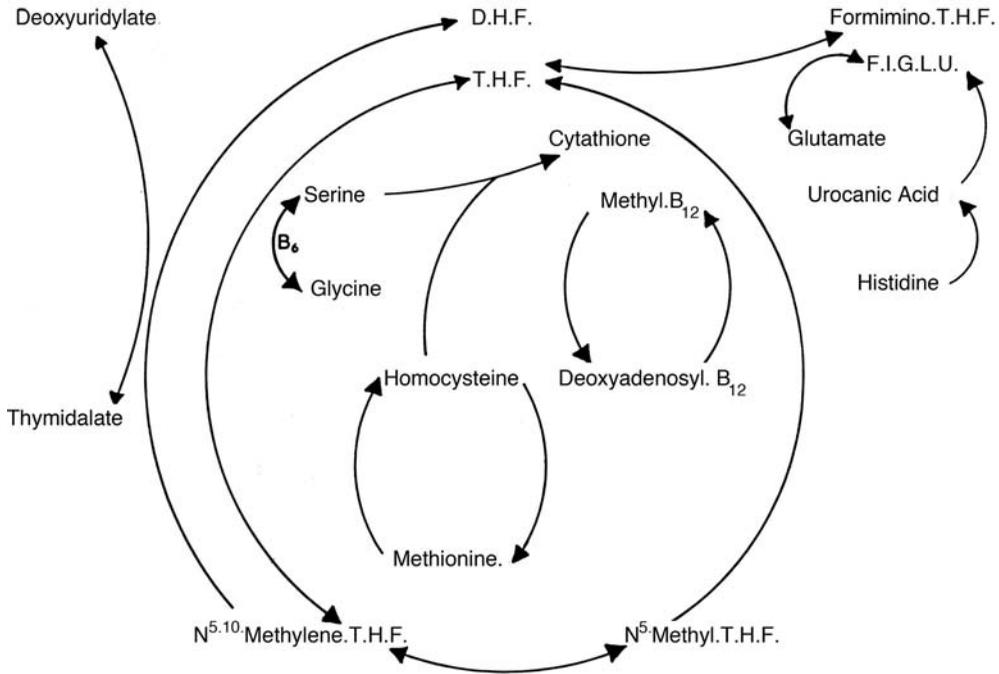 Deoxyuridylate
D.H.F.
Formimino.T.H.F.
T.H.F.
F.I.G.L.U.
Cytathione
Glutamate
Serine
Methyl.B12
Urocanic Acid
B6
Glycine
Histidine
Homocysteine
Deoxyadenosyl. B12
Thymidalate
Methionine.
N5.10.Methylene.T.H.F.
N5.Methyl.T.H.F.